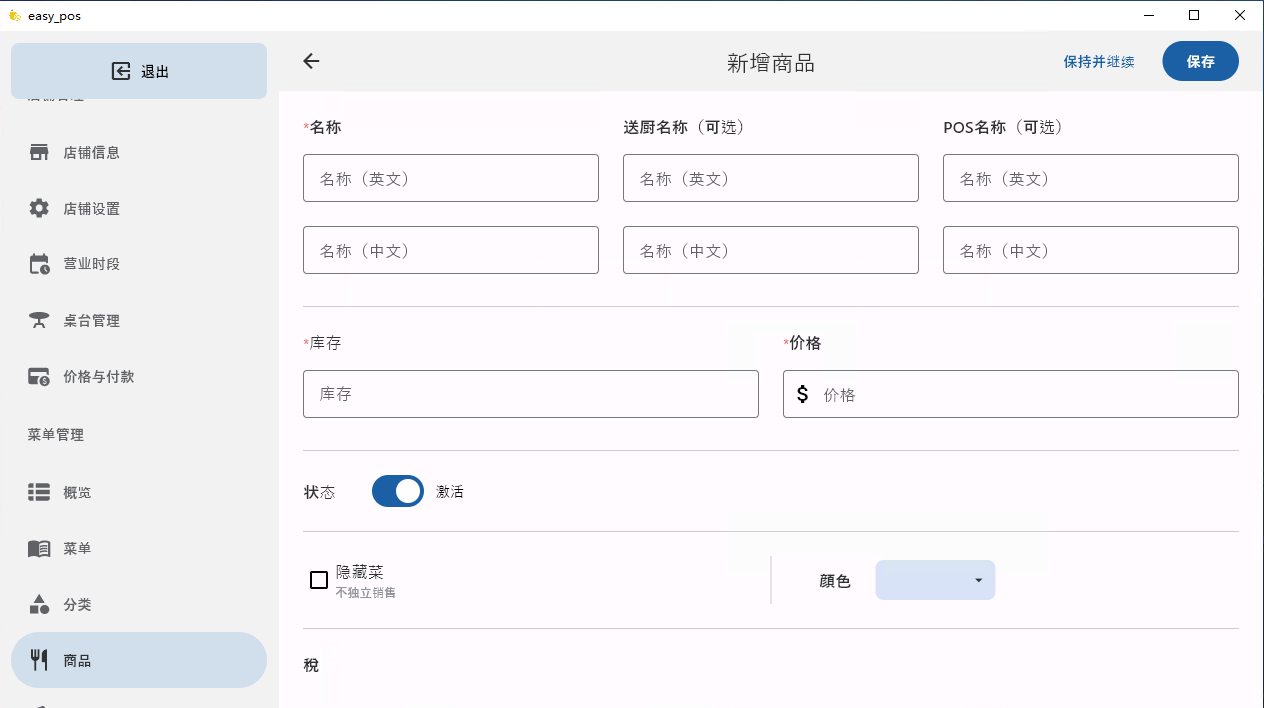 easy_pos
退出
店铺信息
店铺设置
营业时段
桌台管理
价格与付款
菜单管理
概览
菜单
分类
商品
新增商品
保持并继续
保存
*名称
送厨名称（可选）
POS名称（可选）
名称（英文）
名称（英文）
名称（英文）
名称（中文）
名称（中文）
名称（中文）
*库存
*价格
库存
$ 价格
状态
激活
隐藏菜
不独立销售
顏色
稅